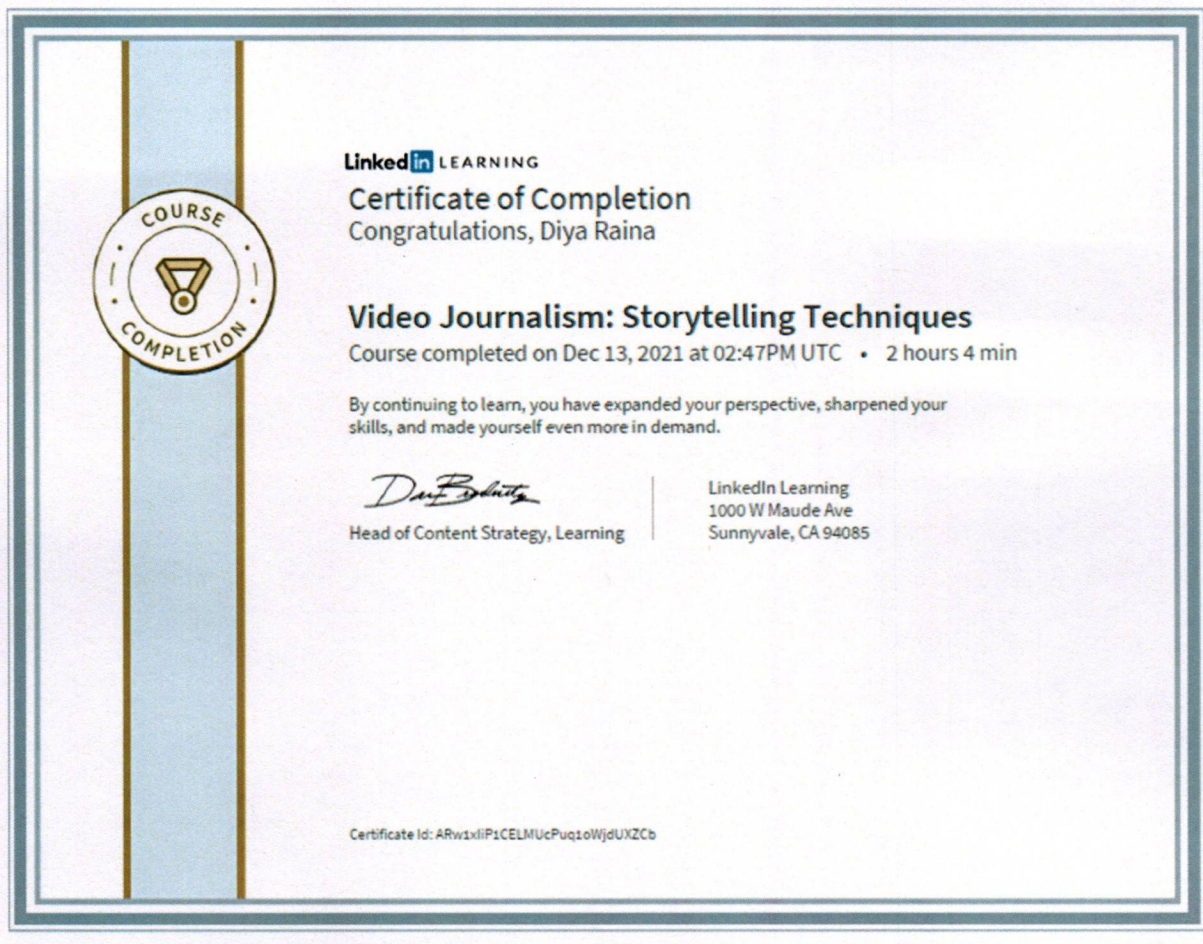 COURSE
COMPLETION
Linked in LEARNING
Certificate of Completion
Congratulations, Diya Raina
Video Journalism: Storytelling Techniques
Course completed on Dec 13, 2021 at 02:47PM UTC • 2 hours 4 min
By continuing to learn, you have expanded your perspective, sharpened your
skills, and made yourself even more in demand.
Head of Content Strategy, Learning
LinkedIn Learning
1000 W Maude Ave
Sunnyvale, CA 94085
Certificate Id: